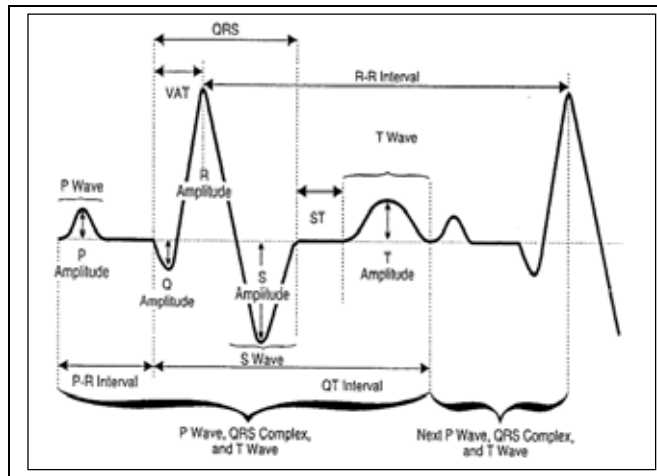 QRS
R-R Interval
VAT
T Wave
P Wave
R
Amplitude
ST
P
Amplitude
Q
Amplitude
S
Amplitude
T
Amplitude
S Wave
P-R Interval
QT Interval
P Wave, QRS Complex,
and T Wave
Next P Wave, QRS Complex,
and T Wave